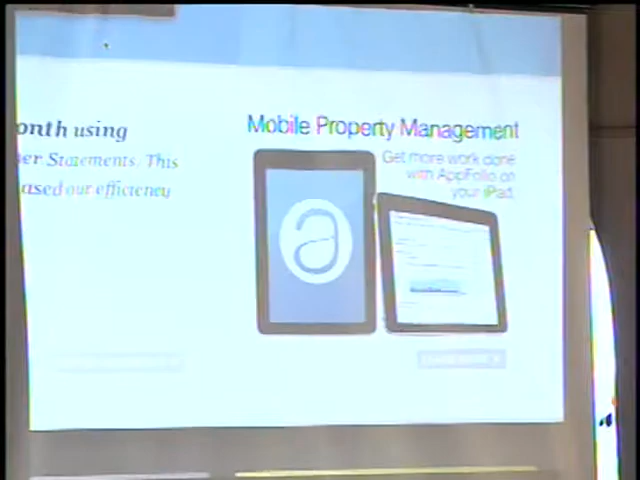 onth using
er Statements. This
ased our efficiency
Mobile Property Management
Get more work done
with AppFolio on
your iPad.
a